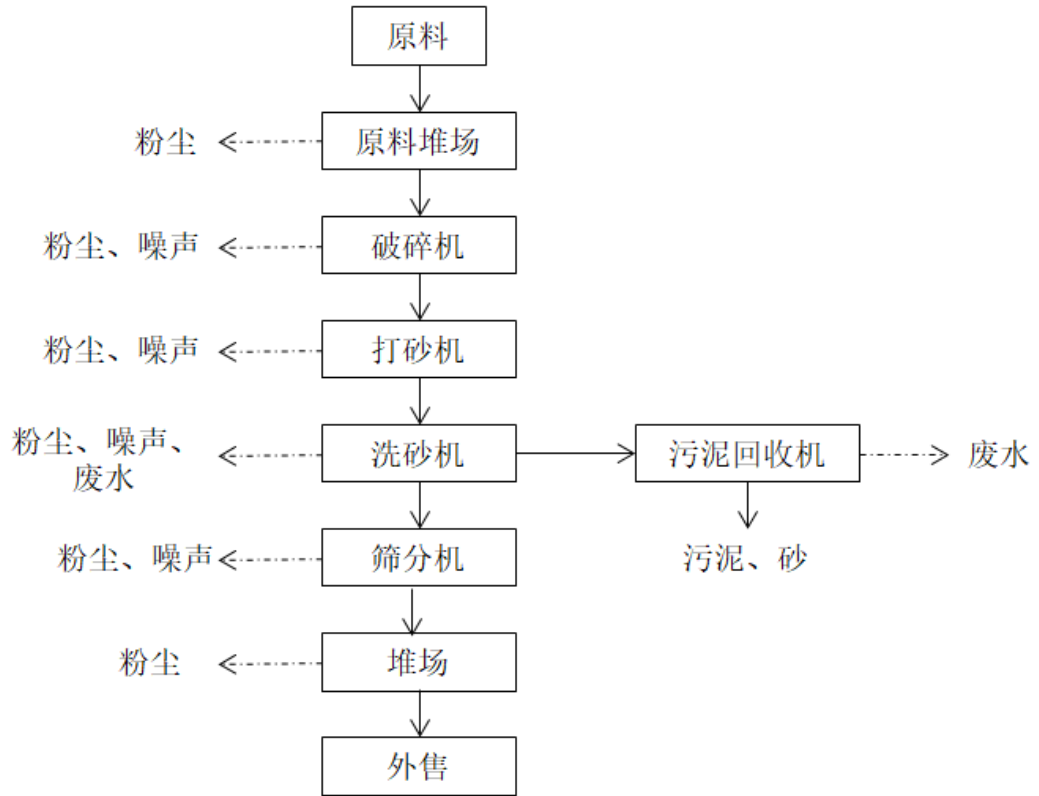 原料
粉尘
原料堆场
粉尘、噪声
破碎机
粉尘、噪声
打砂机
粉尘、噪声、
废水
洗砂机
污泥回收机
废水
粉尘、噪声
筛分机
污泥、砂
粉尘
堆场
外售